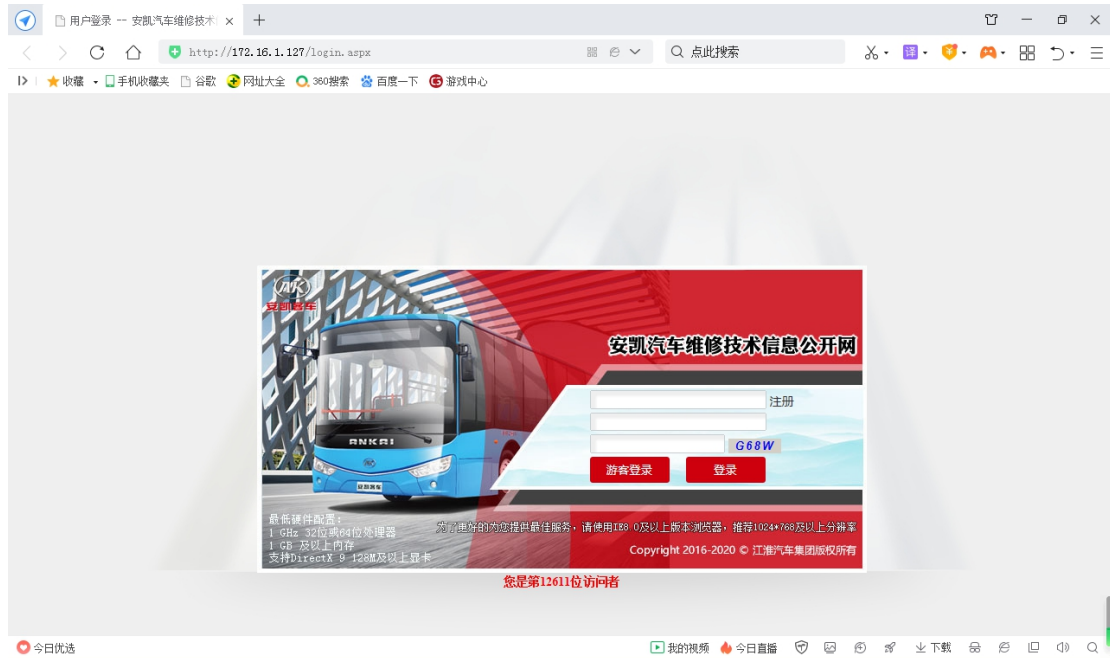 用户登录 -- 安凯汽车维修技术
http://172.16.1.127/login.aspx
点此搜索
译
收藏
手机收藏夹
谷歌
网址大全
360搜索
百度一下
游戏中心
AK
安凯客车
安凯汽车维修技术信息公开网
注册
G68W
游客登录
登录
ANKAI
安凯客车
最低硬件配置:
1 GHz 32位或64位处理器
1 GB 及以上内存
支持DirectX 9 128M及以上显卡
为了更好的为您提供最佳服务，请使用IE8.0及以上版本浏览器，推荐1024*768及以上分辨率
Copyright 2016-2020 © 江淮汽车集团版权所有
您是第12611位访问者
今日优选
我的视频
今日直播
下载